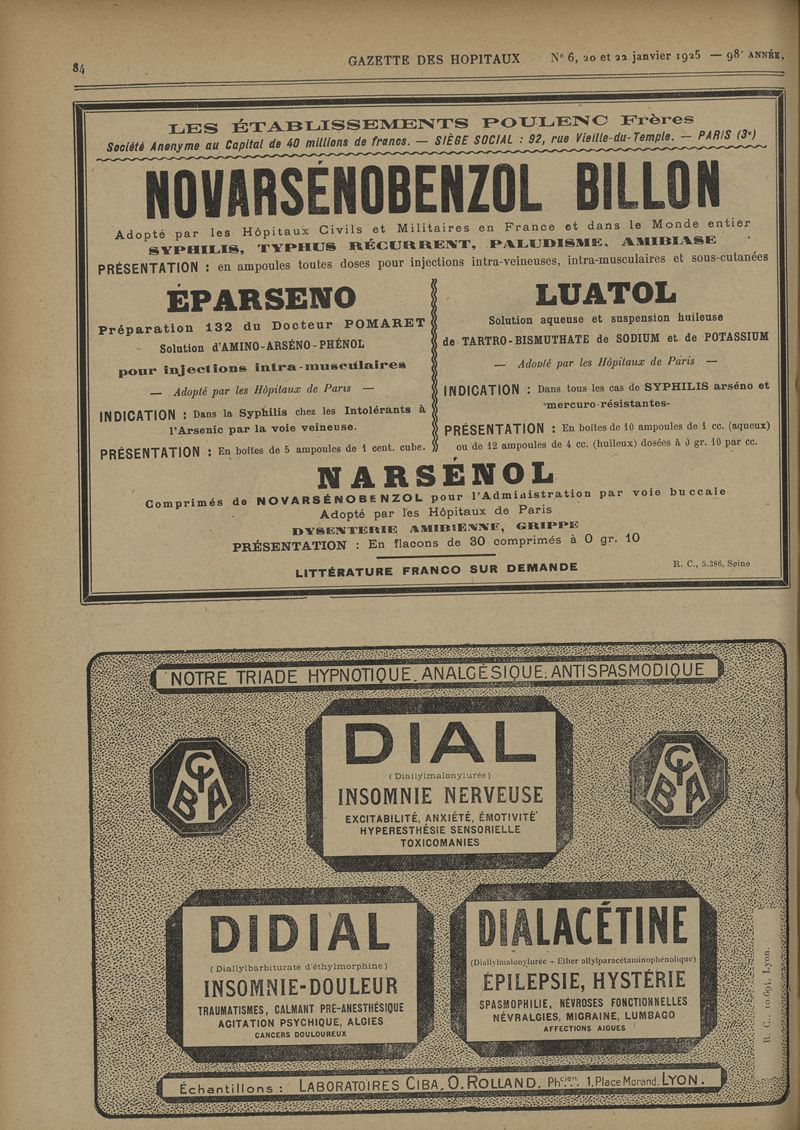 84
GAZETTE DES HOPITAUX
N° 6, 20 et 22 janvier 1925 — 98e ANNÉE,
LES ÉTABLISSEMENTS POULENC Frères
Société Anonyme au Capital de 40 millions de francs. — SIÈGE SOCIAL : 92, rue Vieille-du-Temple. — PARIS (3e)
NOVARSÉNOBENZOL BILLON
Adopté par les Hôpitaux Civils et Militaires en France et dans le Monde entier
SYPHILIS, TYPHUS RÉCURRENT, PALUDISME, AMIBIASE
PRÉSENTATION : en ampoules toutes doses pour injections intra-veineuses, intra-musculaires et sous-cutanées
ÉPARSENO
Préparation 132 du Docteur POMARET
Solution d'AMINO-ARSÉNO-PHÉNOL
pour injections intra-musculaires
— Adopté par les Hôpitaux de Paris —
INDICATION : Dans la Syphilis chez les Intolérants à
l'Arsenic par la voie veineuse.
PRÉSENTATION : En boîtes de 5 ampoules de 1 cent. cube.
LUATOL
Solution aqueuse et suspension huileuse
de TARTRO-BISMUTHATE de SODIUM et de POTASSIUM
— Adopté par les Hôpitaux de Paris —
INDICATION : Dans tous les cas de SYPHILIS arséno et
mercuro-résistantes-
PRÉSENTATION : En boîtes de 10 ampoules de 1 cc. (aqueux)
ou de 12 ampoules de 4 cc. (huileux) dosées à 0 gr. 10 par cc.
NARSÉNOL
Comprimés de NOVARSÉNOBENZOL pour l'Administration par voie buccale
Adopté par les Hôpitaux de Paris
DYSENTERIE AMIBIENNE, GRIPPE
PRÉSENTATION : En flacons de 30 comprimés à 0 gr. 10
LITTÉRATURE FRANCO SUR DEMANDE
R. C., 5.386, Seine
NOTRE TRIADE HYPNOTIQUE. ANALGÉSIQUE. ANTISPASMODIQUE
CIBA
DIAL
(Diallylmalonylurée)
INSOMNIE NERVEUSE
EXCITABILITÉ, ANXIÉTÉ, ÉMOTIVITÉ
HYPERESTHÉSIE SENSORIELLE
TOXICOMANIES
CIBA
DIDIAL
(Diallylbarbiturate d'éthylmorphine)
INSOMNIE-DOULEUR
TRAUMATISMES, CALMANT PRÉ-ANESTHÉSIQUE
AGITATION PSYCHIQUE, ALGIES
CANCERS DOULOUREUX
DIALACÉTINE
(Diallylmalonylurée + Ether allylparacétaminophénolique)
ÉPILEPSIE, HYSTÉRIE
SPASMOPHILIE, NÉVROSES FONCTIONNELLES
NÉVRALGIES, MIGRAINE, LUMBAGO
AFFECTIONS AIGUES
R. C., 10.694, Lyon.
Échantillons : LABORATOIRES CIBA, O. ROLLAND, Phcien. 1, Place Morand. LYON.